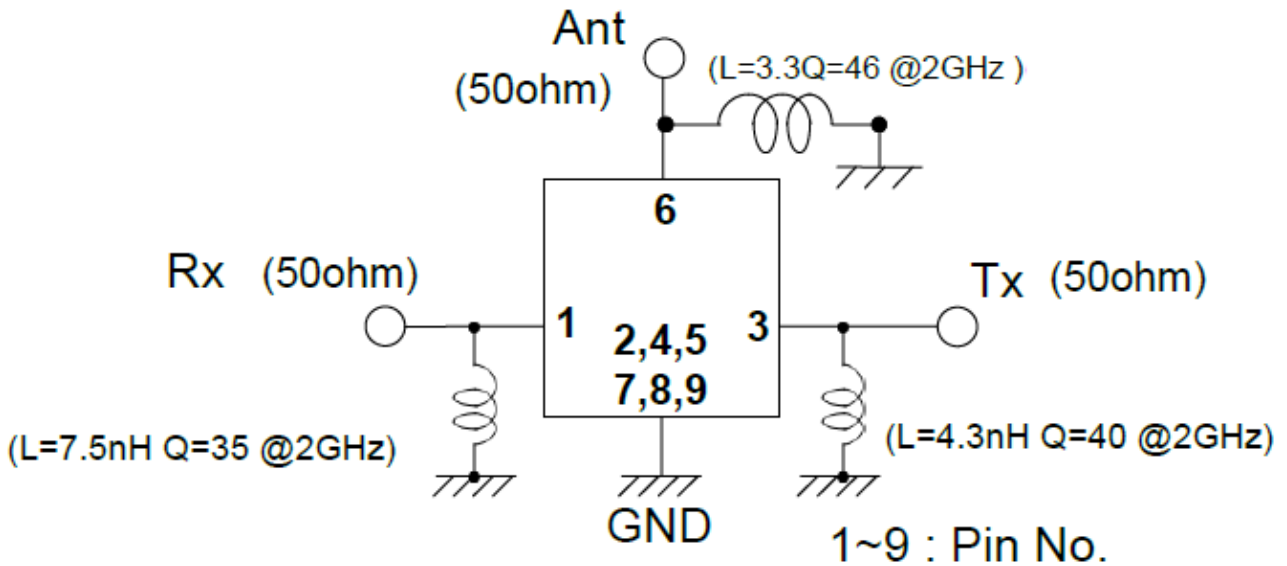 Ant
(50ohm)
(L=3.3Q=46 @2GHz )
6
Rx (50ohm)
Tx (50ohm)
1
3
2,4,5
7,8,9
(L=7.5nH Q=35 @2GHz)
(L=4.3nH Q=40 @2GHz)
GND
1~9 : Pin No.